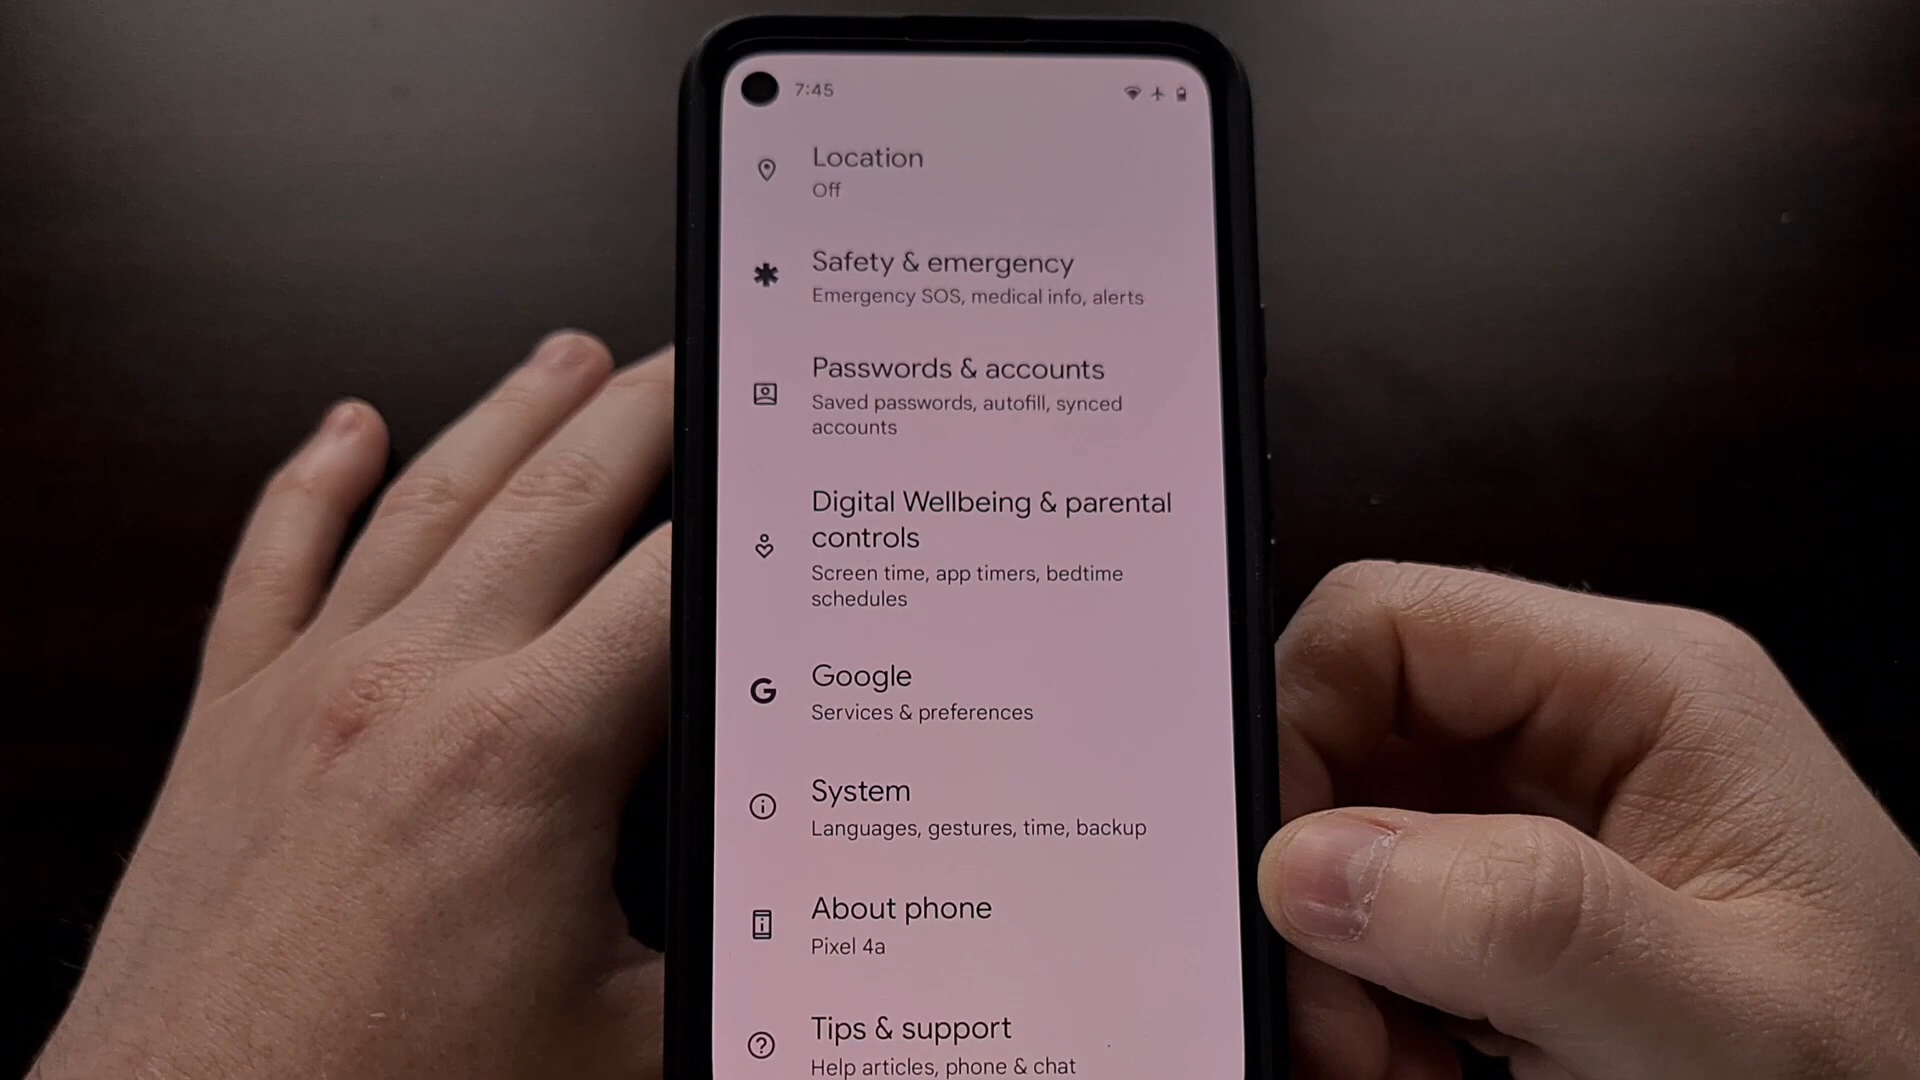 7:45
Location
Off
Safety & emergency
Emergency SOS, medical info, alerts
Passwords & accounts
Saved passwords, autofill, synced
accounts
Digital Wellbeing & parental
controls
Screen time, app timers, bedtime
schedules
Google
Services & preferences
System
Languages, gestures, time, backup
About phone
Pixel 4a
Tips & support
Help articles, phone & chat